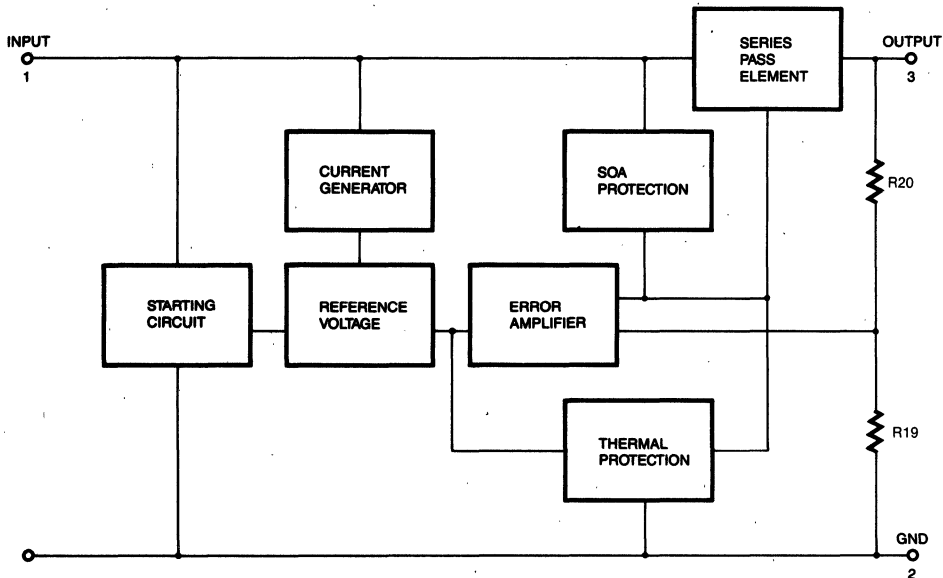 INPUT
1
SERIES
PASS
ELEMENT
OUTPUT
3
CURRENT
GENERATOR
SOA
PROTECTION
R20
STARTING
CIRCUIT
REFERENCE
VOLTAGE
ERROR
AMPLIFIER
THERMAL
PROTECTION
R19
GND
2